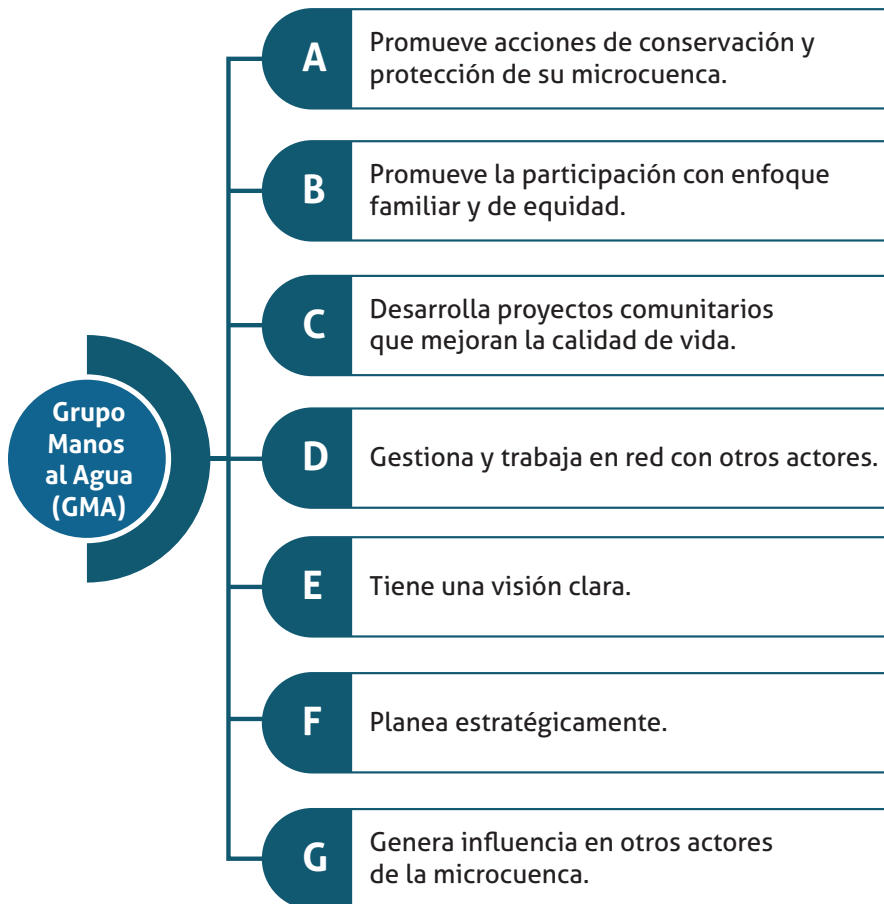 A
Promueve acciones de conservación y
protección de su microcuenca.
B
Promueve la participación con enfoque
familiar y de equidad.
C
Desarrolla proyectos comunitarios
que mejoran la calidad de vida.
Grupo
Manos
al Agua
(GMA)
D
Gestiona y trabaja en red con otros actores.
E
Tiene una visión clara.
F
Planea estratégicamente.
G
Genera influencia en otros actores
de la microcuenca.